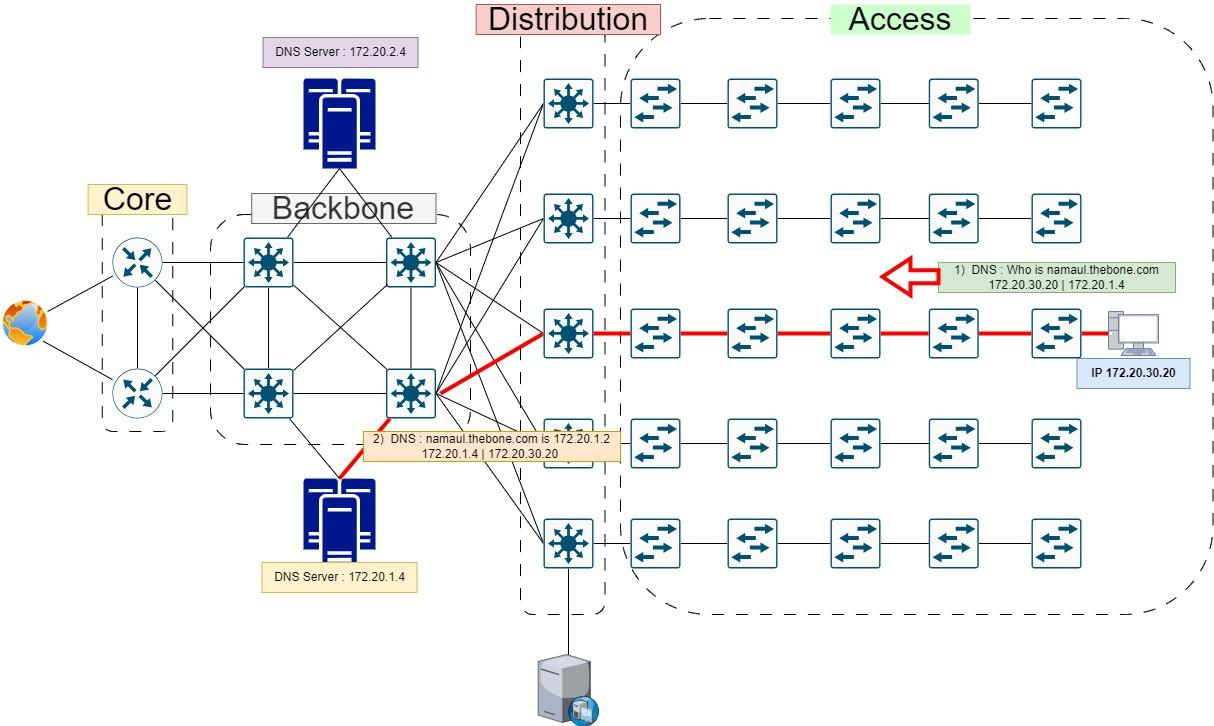 Distribution
Access
DNS Server : 172.20.2.4
Core
Backbone
1)  DNS : Who is namaul.thebone.com
172.20.30.20 | 172.20.1.4
IP 172.20.30.20
2)  DNS : namaul.thebone.com is 172.20.1.2
172.20.1.4 | 172.20.30.20
DNS Server : 172.20.1.4